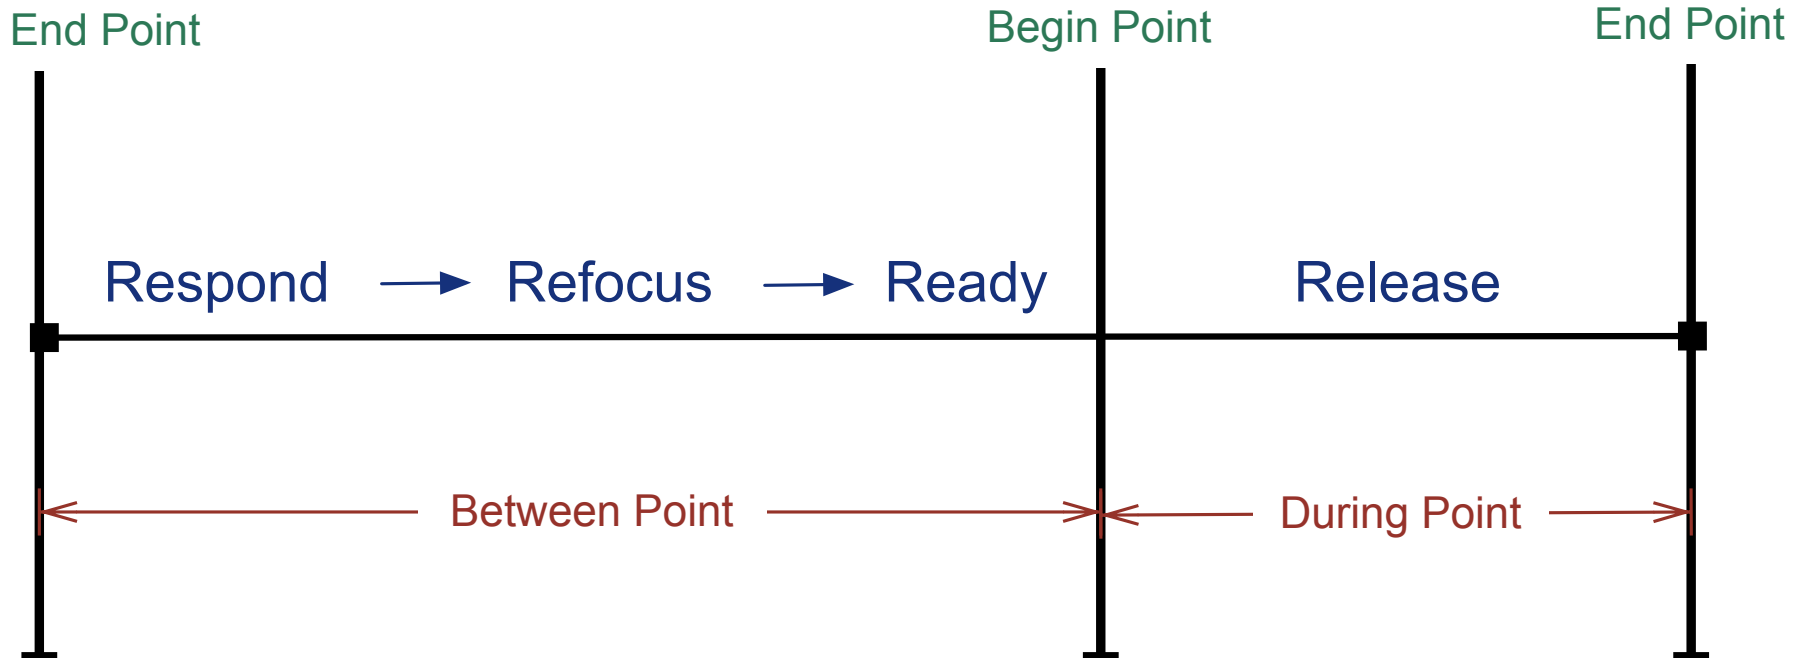 End Point
Begin Point
End Point
Respond
Refocus
Ready
Release
Between Point
During Point